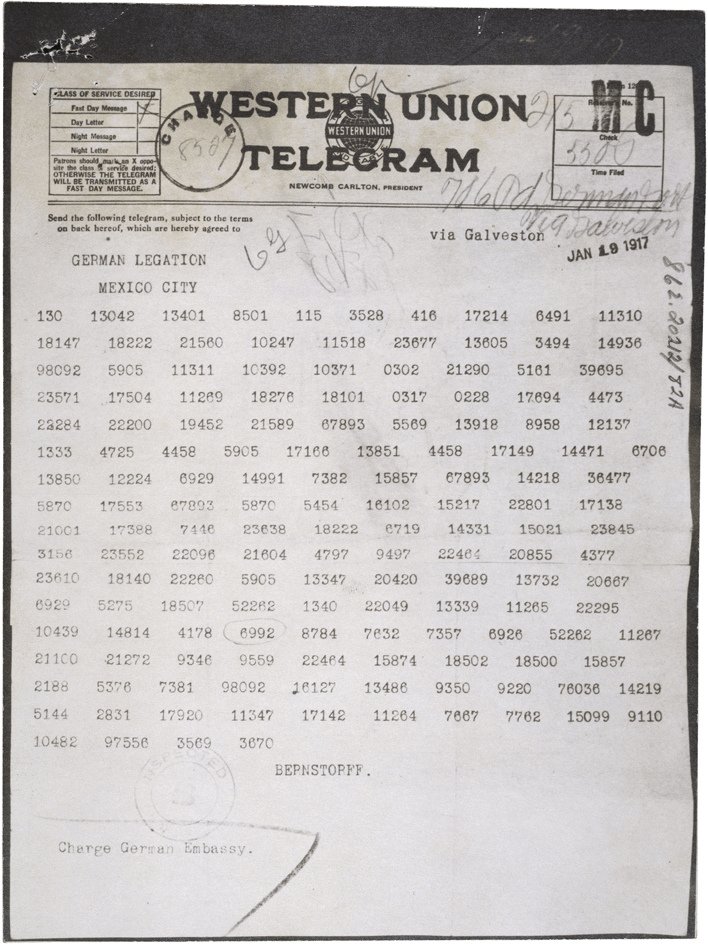 CLASS OF SERVICE DESIRED
Fast Day Message
Day Letter
Night Message
Night Letter
Patrons should mark an X oppo-
site the class of service desired;
OTHERWISE THE TELEGRAM
WILL BE TRANSMITTED AS A
FAST DAY MESSAGE.
CHARGE
WESTERN UNION
WESTERN UNION
TELEGRAM
NEWCOMB CARLTON, PRESIDENT
Receiver's No.
MC
Check
Time Filed
Send the following telegram, subject to the terms
on back hereof, which are hereby agreed to
via Galveston
via Galveston
JAN 19 1917
GERMAN LEGATION
MEXICO CITY
130 13042 13401 8501 115 3528 416 17214 6491 11310
18147 18222 21560 10247 11518 23677 13605 3494 14936
98092 5905 11311 10392 10371 0302 21290 5161 39695
23571 17504 11269 18276 18101 0317 0228 17694 4473
22284 22200 19452 21589 67893 5569 13918 8958 12137
1333 4725 4458 5905 17166 13851 4458 17149 14471 6706
13850 12224 6929 14991 7382 15857 67893 14218 36477
5870 17553 67893 5870 5454 16102 15217 22801 17138
21001 17388 7446 23638 18222 6719 14331 15021 23845
3156 23552 22096 21604 4797 9497 22464 20855 4377
23610 18140 22260 5905 13347 20420 39689 13732 20667
6929 5275 18507 52262 1340 22049 13339 11265 22295
10439 14814 4178 6992 8784 7632 7357 6926 52262 11267
21100 21272 9346 9559 22464 15874 18502 18500 15857
2188 5376 7381 98092 16127 13486 9350 9220 76036 14219
5144 2831 17920 11347 17142 11264 7667 7762 15099 9110
10482 97556 3569 3670
BERNSTORFF.
Charge German Embassy.
862.20212/82A